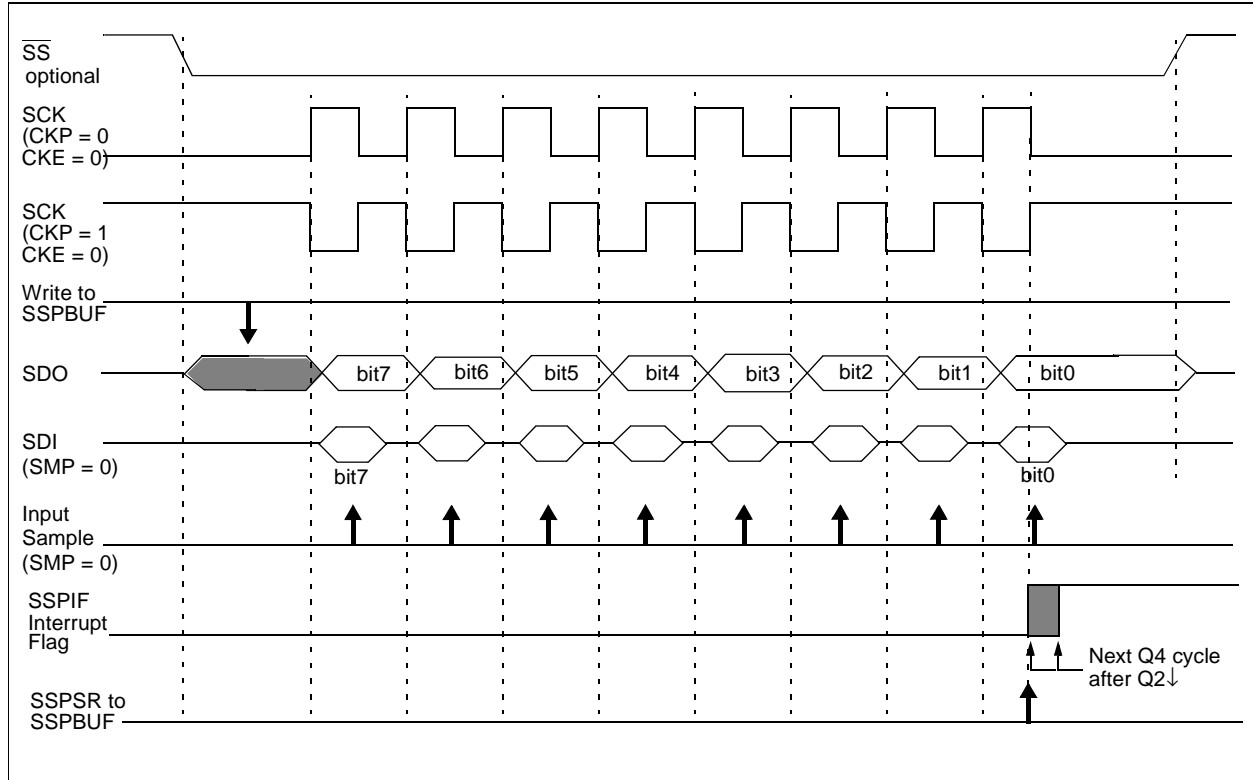 SS
optional
SCK
(CKP = 0
CKE = 0)
SCK
(CKP = 1
CKE = 0)
Write to
SSPBUF
SDO
bit7
bit6
bit5
bit4
bit3
bit2
bit1
bit0
SDI
(SMP = 0)
bit7
bit0
Input
Sample
(SMP = 0)
SSPIF
Interrupt
Flag
Next Q4 cycle
after Q2↓
SSPSR to
SSPBUF